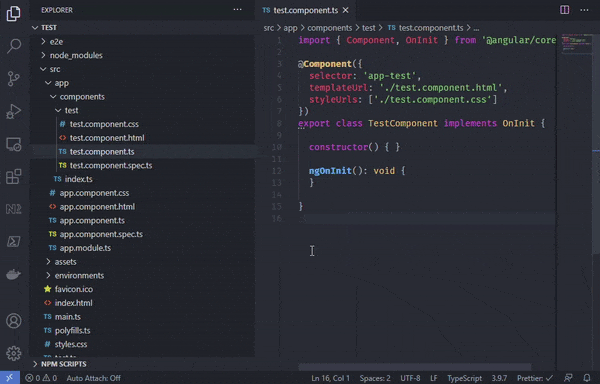 EXPLORER
TEST
e2e
node_modules
src
app
components
test
# test.component.css
<> test.component.html
TS test.component.ts
test.component.spec.ts
TS index.ts
# app.component.css
<> app.component.html
TS app.component.ts
app.component.spec.ts
TS app.module.ts
assets
environments
favicon.ico
<> index.html
TS main.ts
TS polyfills.ts
# styles.css
NPM SCRIPTS
TS test.component.ts ×
src > app > components > test > TS test.component.ts > ...
1 import { Component, OnInit } from '@angular/core
2
3 @Component({
4 selector: 'app-test',
5 templateUrl: './test.component.html',
6 styleUrls: ['./test.component.css']
7 })
8 export class TestComponent implements OnInit {
9
10 constructor() { }
11
12 ngOnInit(): void {
13 }
14
15 }
16
0 0 Auto Attach: Off Ln 16, Col 1 Spaces: 2 UTF-8 LF TypeScript 3.9.7 Prettier: ✓